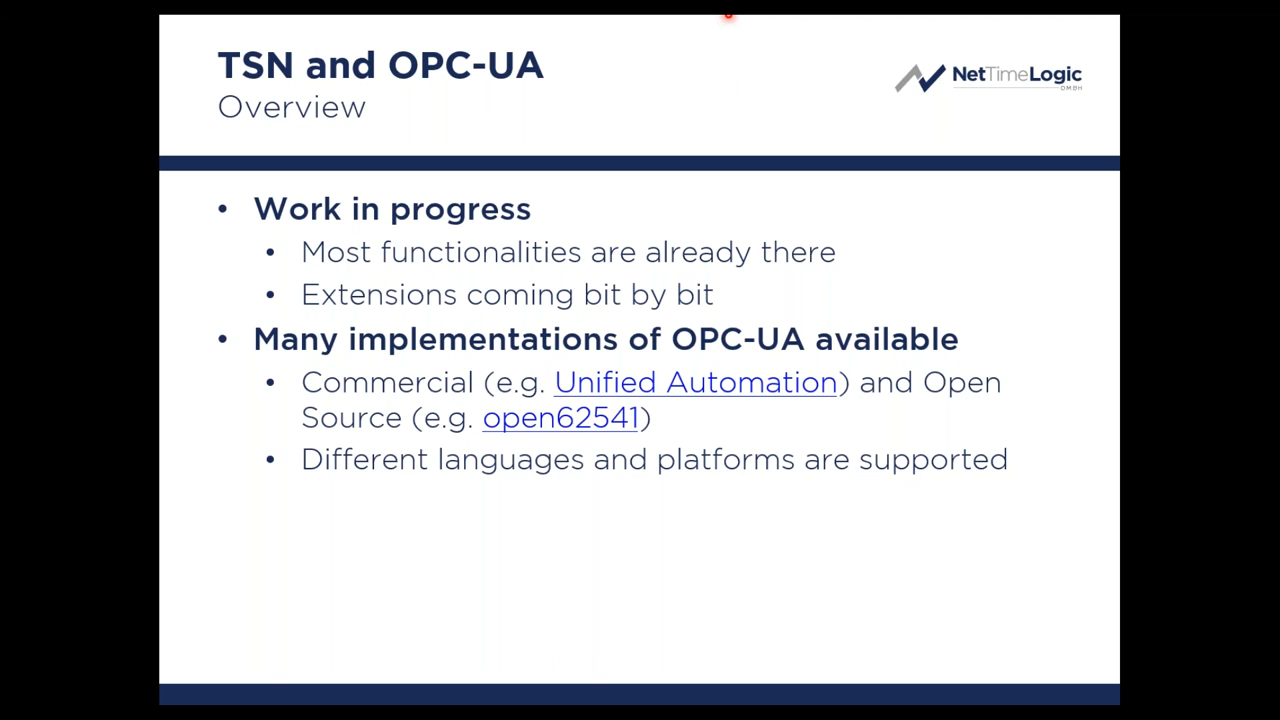 TSN and OPC-UA
Overview
NetTimeLogic
GMBH
• Work in progress
• Most functionalities are already there
• Extensions coming bit by bit
• Many implementations of OPC-UA available
• Commercial (e.g. Unified Automation) and Open
Source (e.g. open62541)
• Different languages and platforms are supported